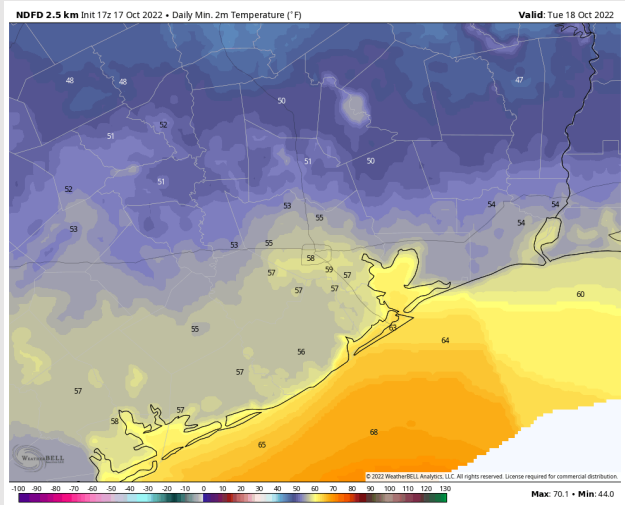 NDFD 2.5 km Init 17z 17 Oct 2022 • Daily Min. 2m Temperature (°F)
Valid: Tue 18 Oct 2022
47
48 48
50
52
51
51 51 50
52
53 54 54
53 55 54
53 55
58
57 59 57
57 57
60
55 63
64
56
57
57
57
58
68
65
WeatherBELL
© 2022 WeatherBELL Analytics, LLC. All rights reserved. License required for commercial distribution.
-100 -90 -80 -70 -60 -50 -40 -30 -20 -10 0 10 20 30 40 50 60 70 80 90 100 110 120 130
Max: 70.1 • Min: 44.0